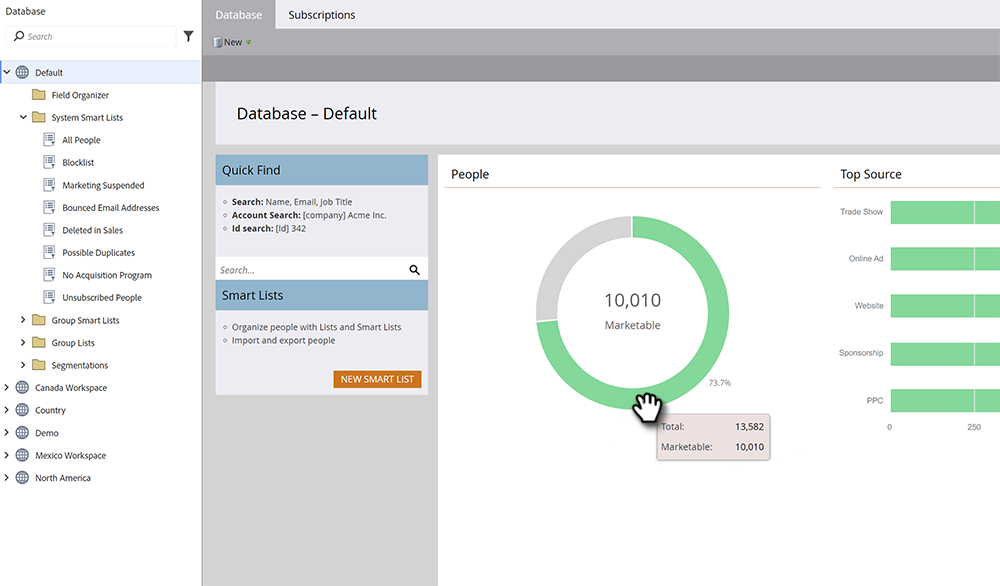 Database
Search
Default
Field Organizer
System Smart Lists
All People
Blocklist
Marketing Suspended
Bounced Email Addresses
Deleted in Sales
Possible Duplicates
No Acquisition Program
Unsubscribed People
Group Smart Lists
Group Lists
Segmentations
Canada Workspace
Country
Demo
Mexico Workspace
North America
Database
Subscriptions
New
Database – Default
Quick Find
Search: Name, Email, Job Title
Account Search: [company] Acme Inc.
Id search: [Id] 342
Search...
Smart Lists
Organize people with Lists and Smart Lists
Import and export people
NEW SMART LIST
People
10,010
Marketable
73.7%
Total: 13,582
Marketable: 10,010
Top Source
Trade Show
Online Ad
Website
Sponsorship
PPC
0 250